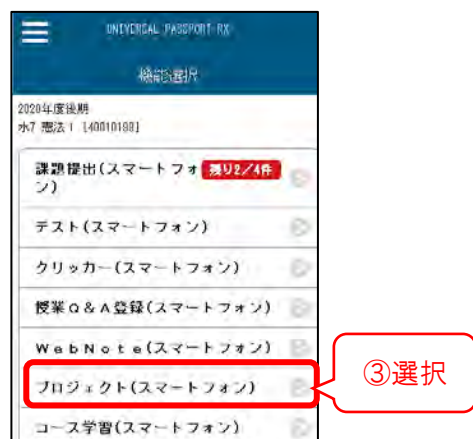 UNIVERSAL PASSPORT RX
機能選択
2020年度後期
水7 憲法Ⅰ [40010198]
課題提出(スマートフォ 残り2/4件
ン)
テスト(スマートフォン)
クリッカー(スマートフォン)
授業Q&A登録(スマートフォン)
WebNote(スマートフォン)
プロジェクト(スマートフォン)
③選択
コース学習(スマートフォン)